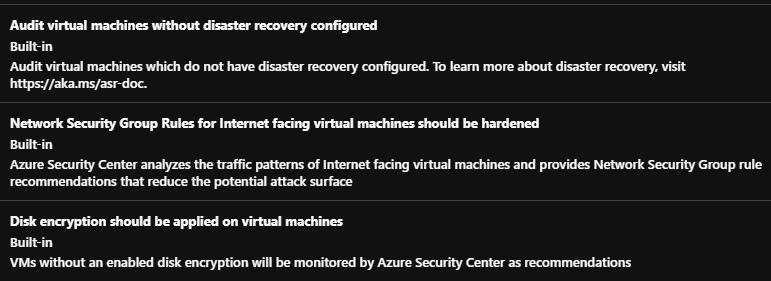 Audit virtual machines without disaster recovery configured
Built-in
Audit virtual machines which do not have disaster recovery configured. To learn more about disaster recovery, visit
https://aka.ms/asr-doc.
Network Security Group Rules for Internet facing virtual machines should be hardened
Built-in
Azure Security Center analyzes the traffic patterns of Internet facing virtual machines and provides Network Security Group rule
recommendations that reduce the potential attack surface
Disk encryption should be applied on virtual machines
Built-in
VMs without an enabled disk encryption will be monitored by Azure Security Center as recommendations